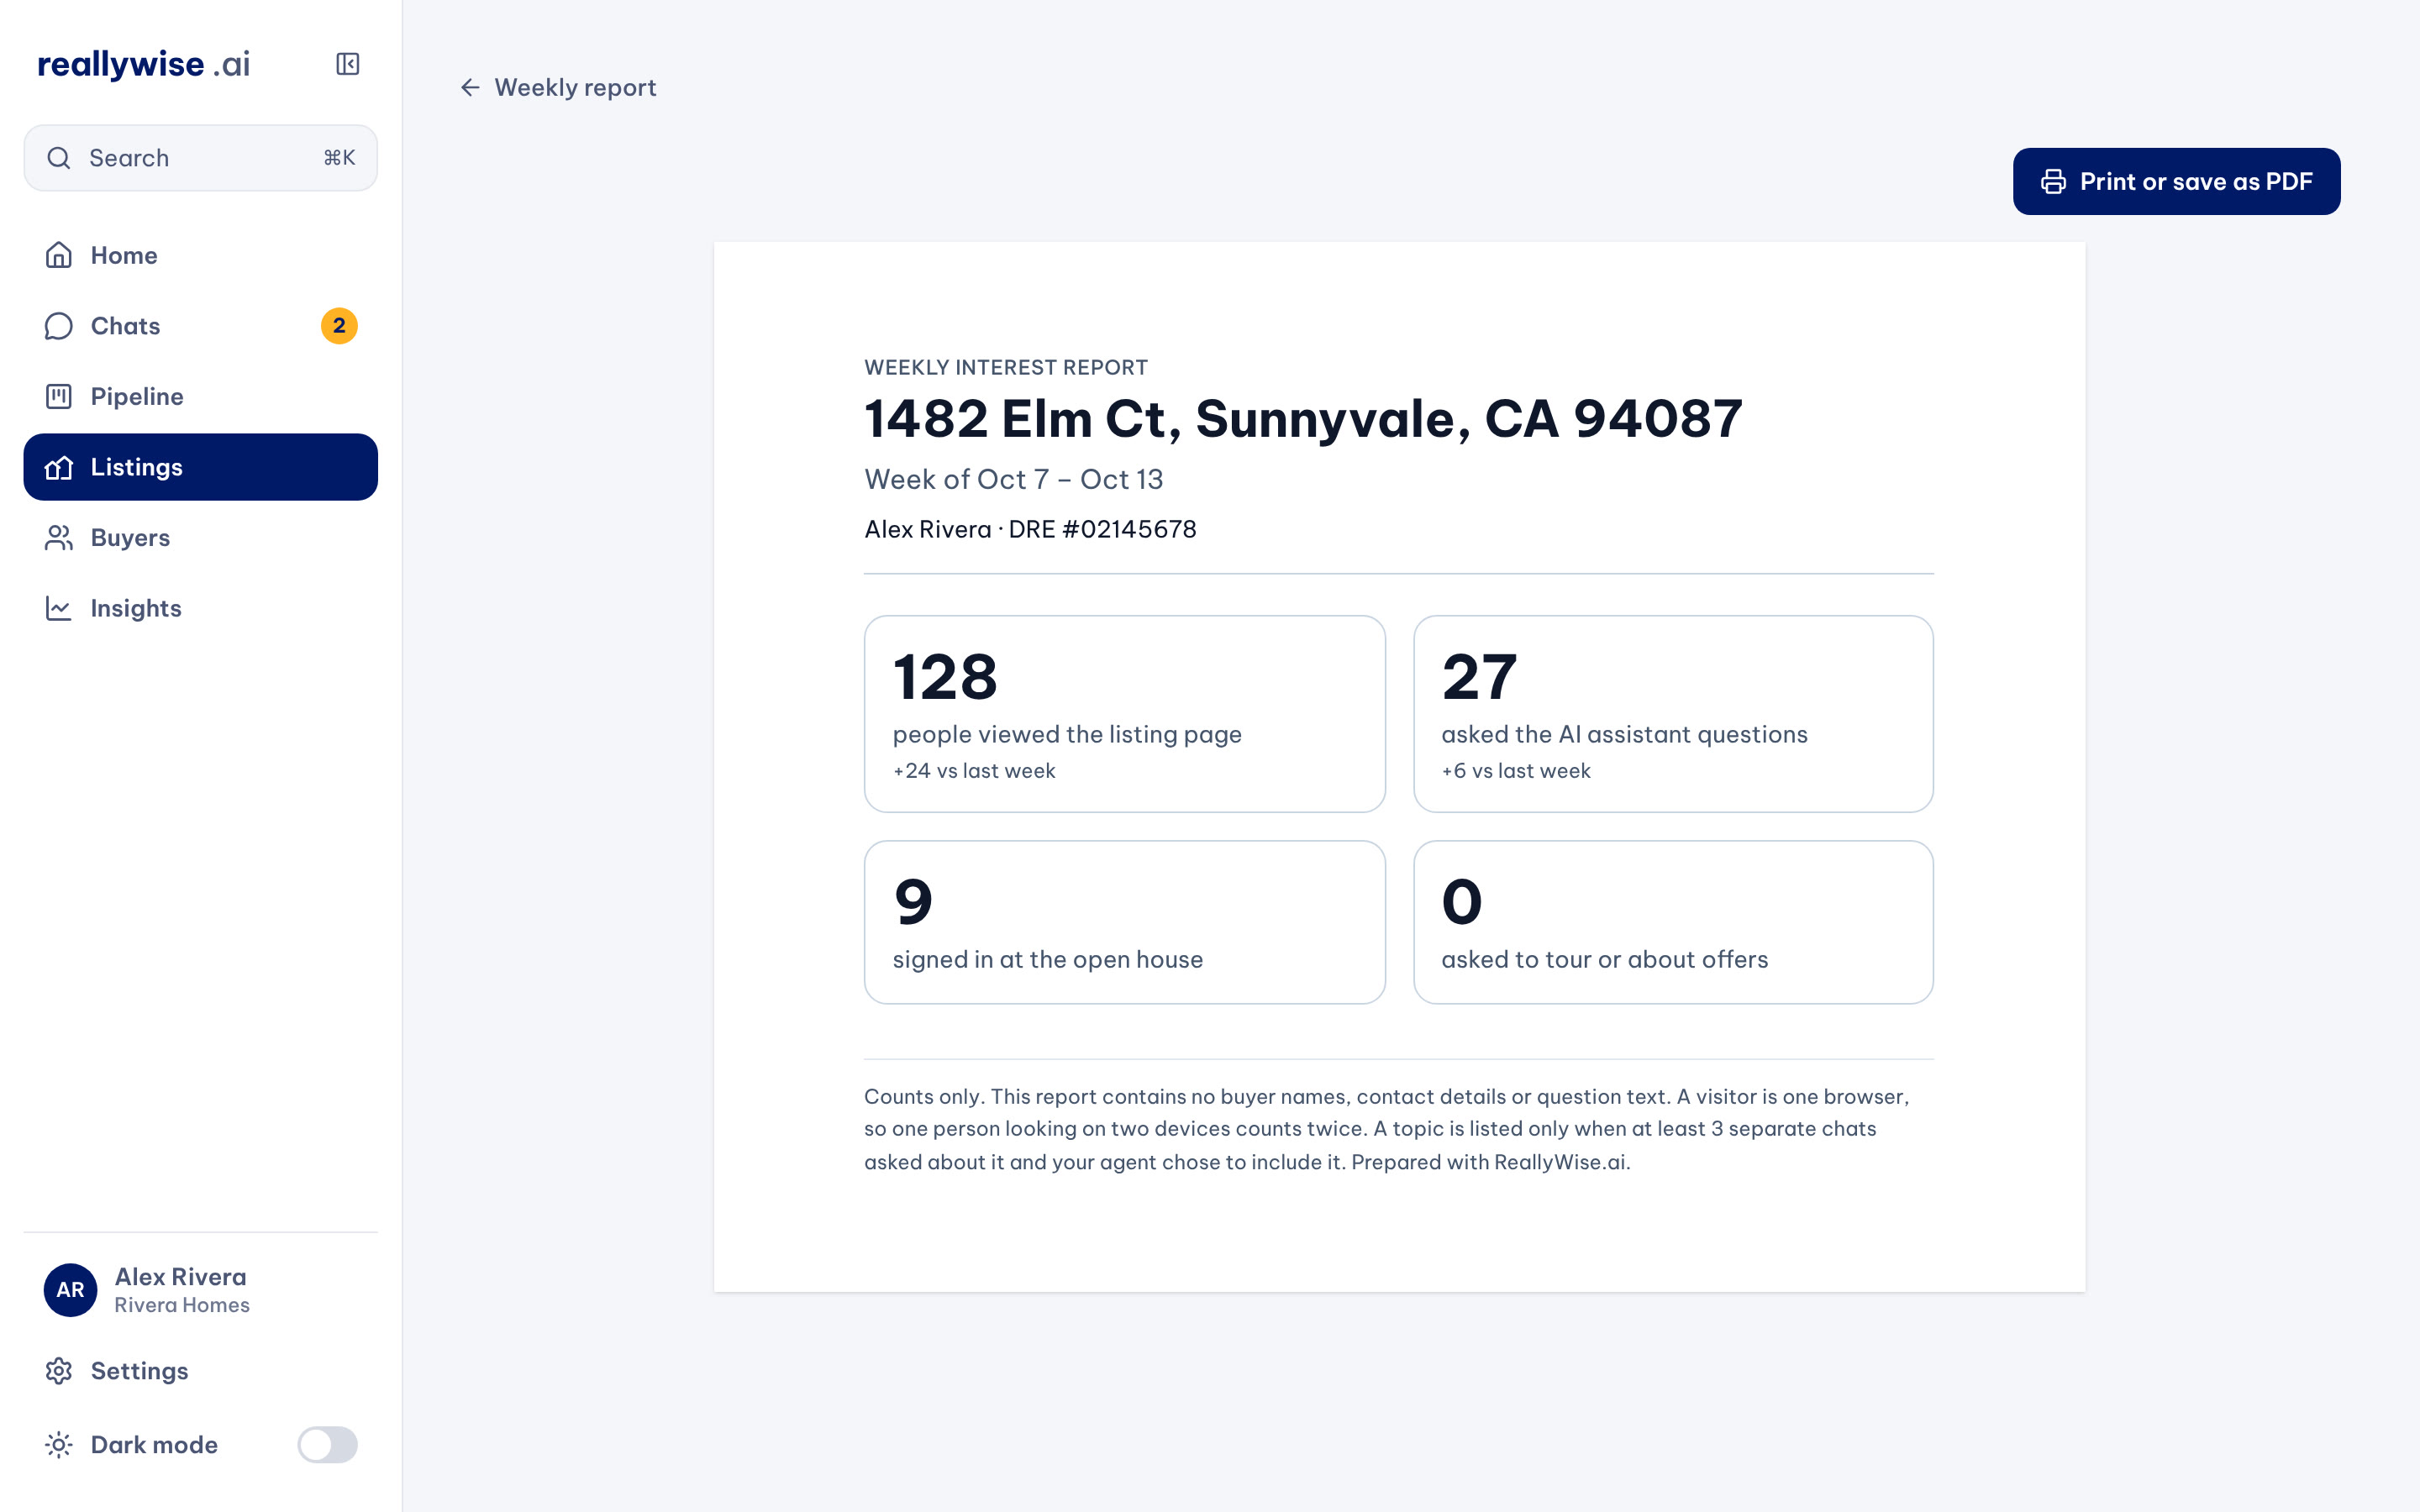 reallywise .ai
Search ⌘K
Home
Chats 2
Pipeline
Listings
Buyers
Insights
AR
Alex Rivera
Rivera Homes
Settings
Dark mode
Weekly report
Print or save as PDF
WEEKLY INTEREST REPORT
1482 Elm Ct, Sunnyvale, CA 94087
Week of Oct 7 – Oct 13
Alex Rivera · DRE #02145678
128
people viewed the listing page
+24 vs last week
27
asked the AI assistant questions
+6 vs last week
9
signed in at the open house
0
asked to tour or about offers
Counts only. This report contains no buyer names, contact details or question text. A visitor is one browser,
so one person looking on two devices counts twice. A topic is listed only when at least 3 separate chats
asked about it and your agent chose to include it. Prepared with ReallyWise.ai.